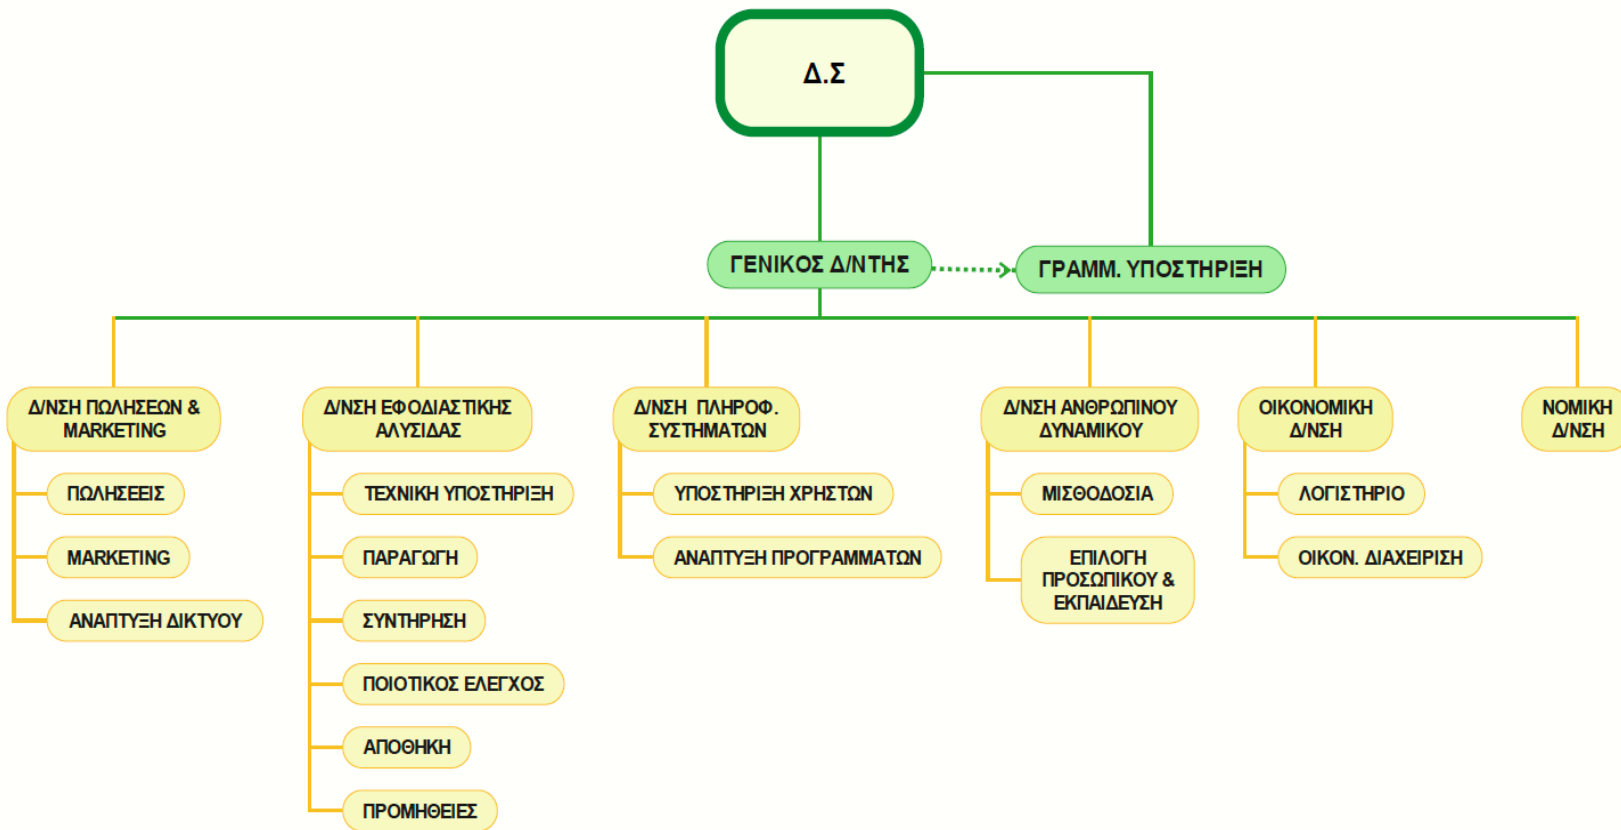 Δ.Σ
ΓΕΝΙΚΟΣ Δ/ΝΤΗΣ
ΓΡΑΜΜ. ΥΠΟΣΤΗΡΙΞΗ
Δ/ΝΣΗ ΠΩΛΗΣΕΩΝ &
MARKETING
ΠΩΛΗΣΕΕΙΣ
MARKETING
ΑΝΑΠΤΥΞΗ ΔΙΚΤΥΟΥ
Δ/ΝΣΗ ΕΦΟΔΙΑΣΤΙΚΗΣ
ΑΛΥΣΙΔΑΣ
ΤΕΧΝΙΚΗ ΥΠΟΣΤΗΡΙΞΗ
ΠΑΡΑΓΩΓΗ
ΣΥΝΤΗΡΗΣΗ
ΠΟΙΟΤΙΚΟΣ ΕΛΕΓΧΟΣ
ΑΠΟΘΗΚΗ
ΠΡΟΜΗΘΕΙΕΣ
Δ/ΝΣΗ ΠΛΗΡΟΦ.
ΣΥΣΤΗΜΑΤΩΝ
ΥΠΟΣΤΗΡΙΞΗ ΧΡΗΣΤΩΝ
ΑΝΑΠΤΥΞΗ ΠΡΟΓΡΑΜΜΑΤΩΝ
Δ/ΝΣΗ ΑΝΘΡΩΠΙΝΟΥ
ΔΥΝΑΜΙΚΟΥ
ΜΙΣΘΟΔΟΣΙΑ
ΕΠΙΛΟΓΗ
ΠΡΟΣΩΠΙΚΟΥ &
ΕΚΠΑΙΔΕΥΣΗ
ΟΙΚΟΝΟΜΙΚΗ
Δ/ΝΣΗ
ΛΟΓΙΣΤΗΡΙΟ
ΟΙΚΟΝ. ΔΙΑΧΕΙΡΙΣΗ
ΝΟΜΙΚΗ
Δ/ΝΣΗ